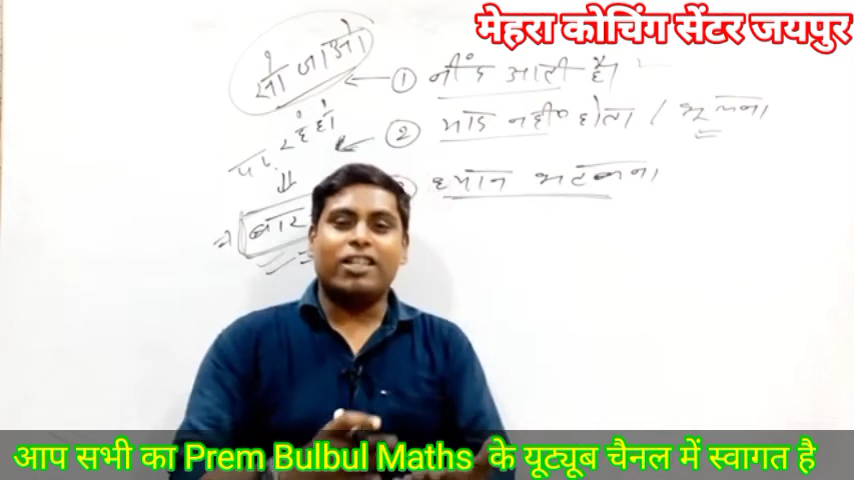 मेहरा कोचिंग सेंटर जयपुर
सो जाओ
① नींद आती है।
② याद नहीं होता / भूलना
ध्यान भटकना
आप सभी का Prem Bulbul Maths के यूट्यूब चैनल में स्वागत है